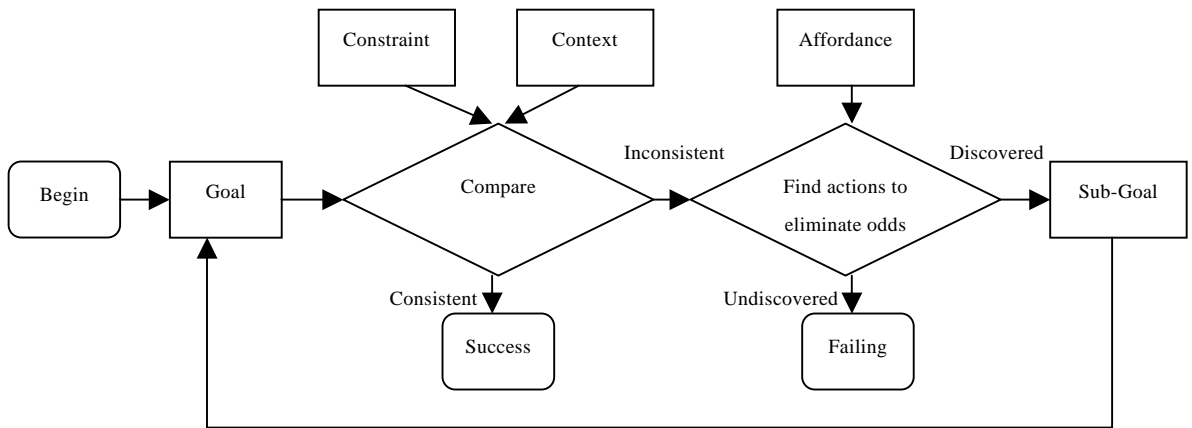 Constraint
Context
Affordance
Inconsistent
Discovered
Begin
Goal
Compare
Find actions to
eliminate odds
Sub-Goal
Consistent
Undiscovered
Success
Failing